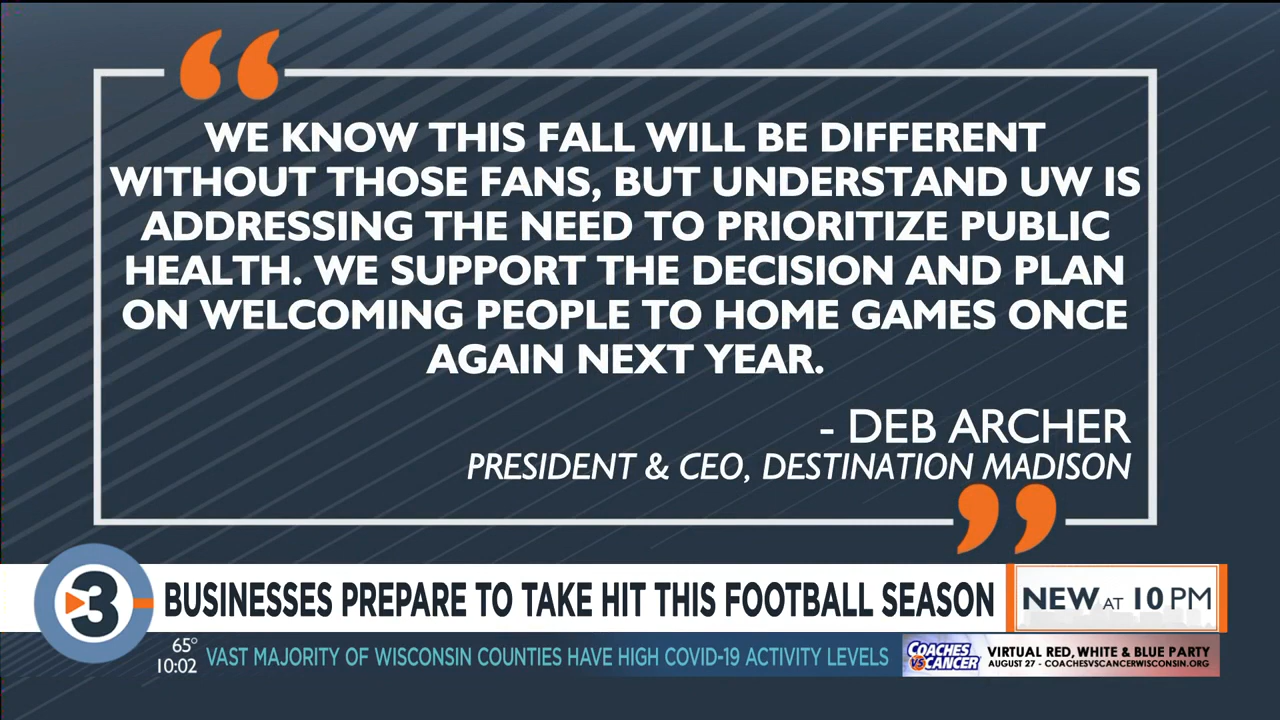 “
WE KNOW THIS FALL WILL BE DIFFERENT
WITHOUT THOSE FANS, BUT UNDERSTAND UW IS
ADDRESSING THE NEED TO PRIORITIZE PUBLIC
HEALTH. WE SUPPORT THE DECISION AND PLAN
ON WELCOMING PEOPLE TO HOME GAMES ONCE
AGAIN NEXT YEAR.
- DEB ARCHER
PRESIDENT & CEO, DESTINATION MADISON
”
3
BUSINESSES PREPARE TO TAKE HIT THIS FOOTBALL SEASON
NEW AT 10 PM
65°
10:02
VAST MAJORITY OF WISCONSIN COUNTIES HAVE HIGH COVID-19 ACTIVITY LEVELS
COACHES
VS CANCER
VIRTUAL RED, WHITE & BLUE PARTY
AUGUST 27 - COACHESVSCANCERWISCONSIN.ORG